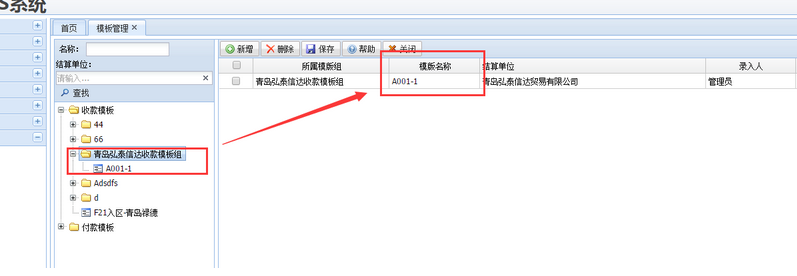 S系统
首页 模板管理
名称:
结算单位:
请输入...
查找
收款模板
44
66
青岛弘泰信达收款模板组
A001-1
Adsdfs
d
F21入区-青岛禄德
付款模板
新增 删除 保存 帮助 关闭
所属模版组 模版名称 结算单位 录入人
青岛弘泰信达收款模板组 A001-1 青岛弘泰信达贸易有限公司 管理员